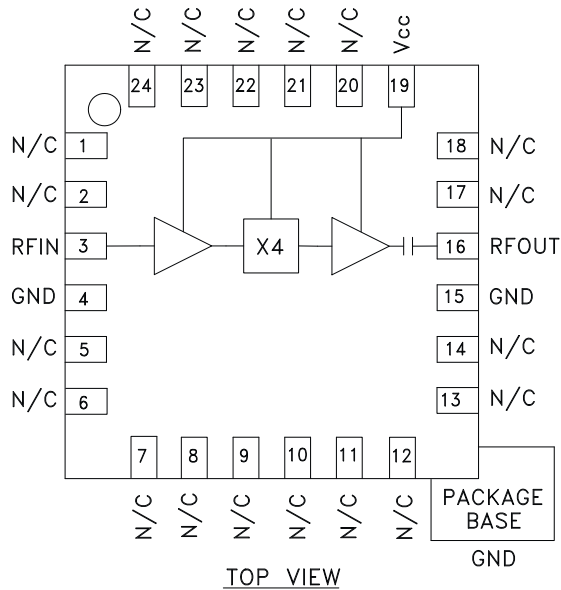 N/C N/C N/C N/C N/C Vcc
24 23 22 21 20 19
N/C 1 18 N/C
N/C 2 17 N/C
RFIN 3 X4 16 RFOUT
GND 4 15 GND
N/C 5 14 N/C
N/C 6 13 N/C
7 8 9 10 11 12
N/C N/C N/C N/C N/C N/C
PACKAGE
BASE
GND
TOP VIEW